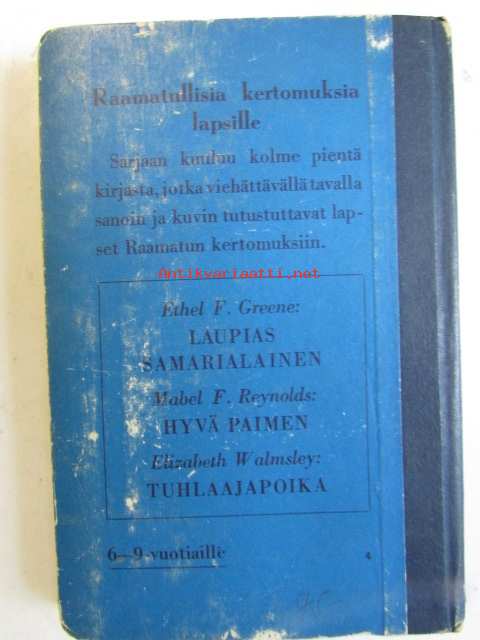 Raamatullisia kertomuksia
lapsille
Sarjaan kuuluu kolme pientä
kirjasta, jotka viehättävällä tavalla
sanoin ja kuvin tutustuttavat lap-
set Raamatun kertomuksiin.
Antikvariaatti.net
Ethel F. Greene:
LAUPIAS
SAMARIALAINEN
Mabel F. Reynolds:
HYVÄ PAIMEN
Elizabeth Walmsley:
TUHLAAJAPOIKA
6—9-vuotiaille